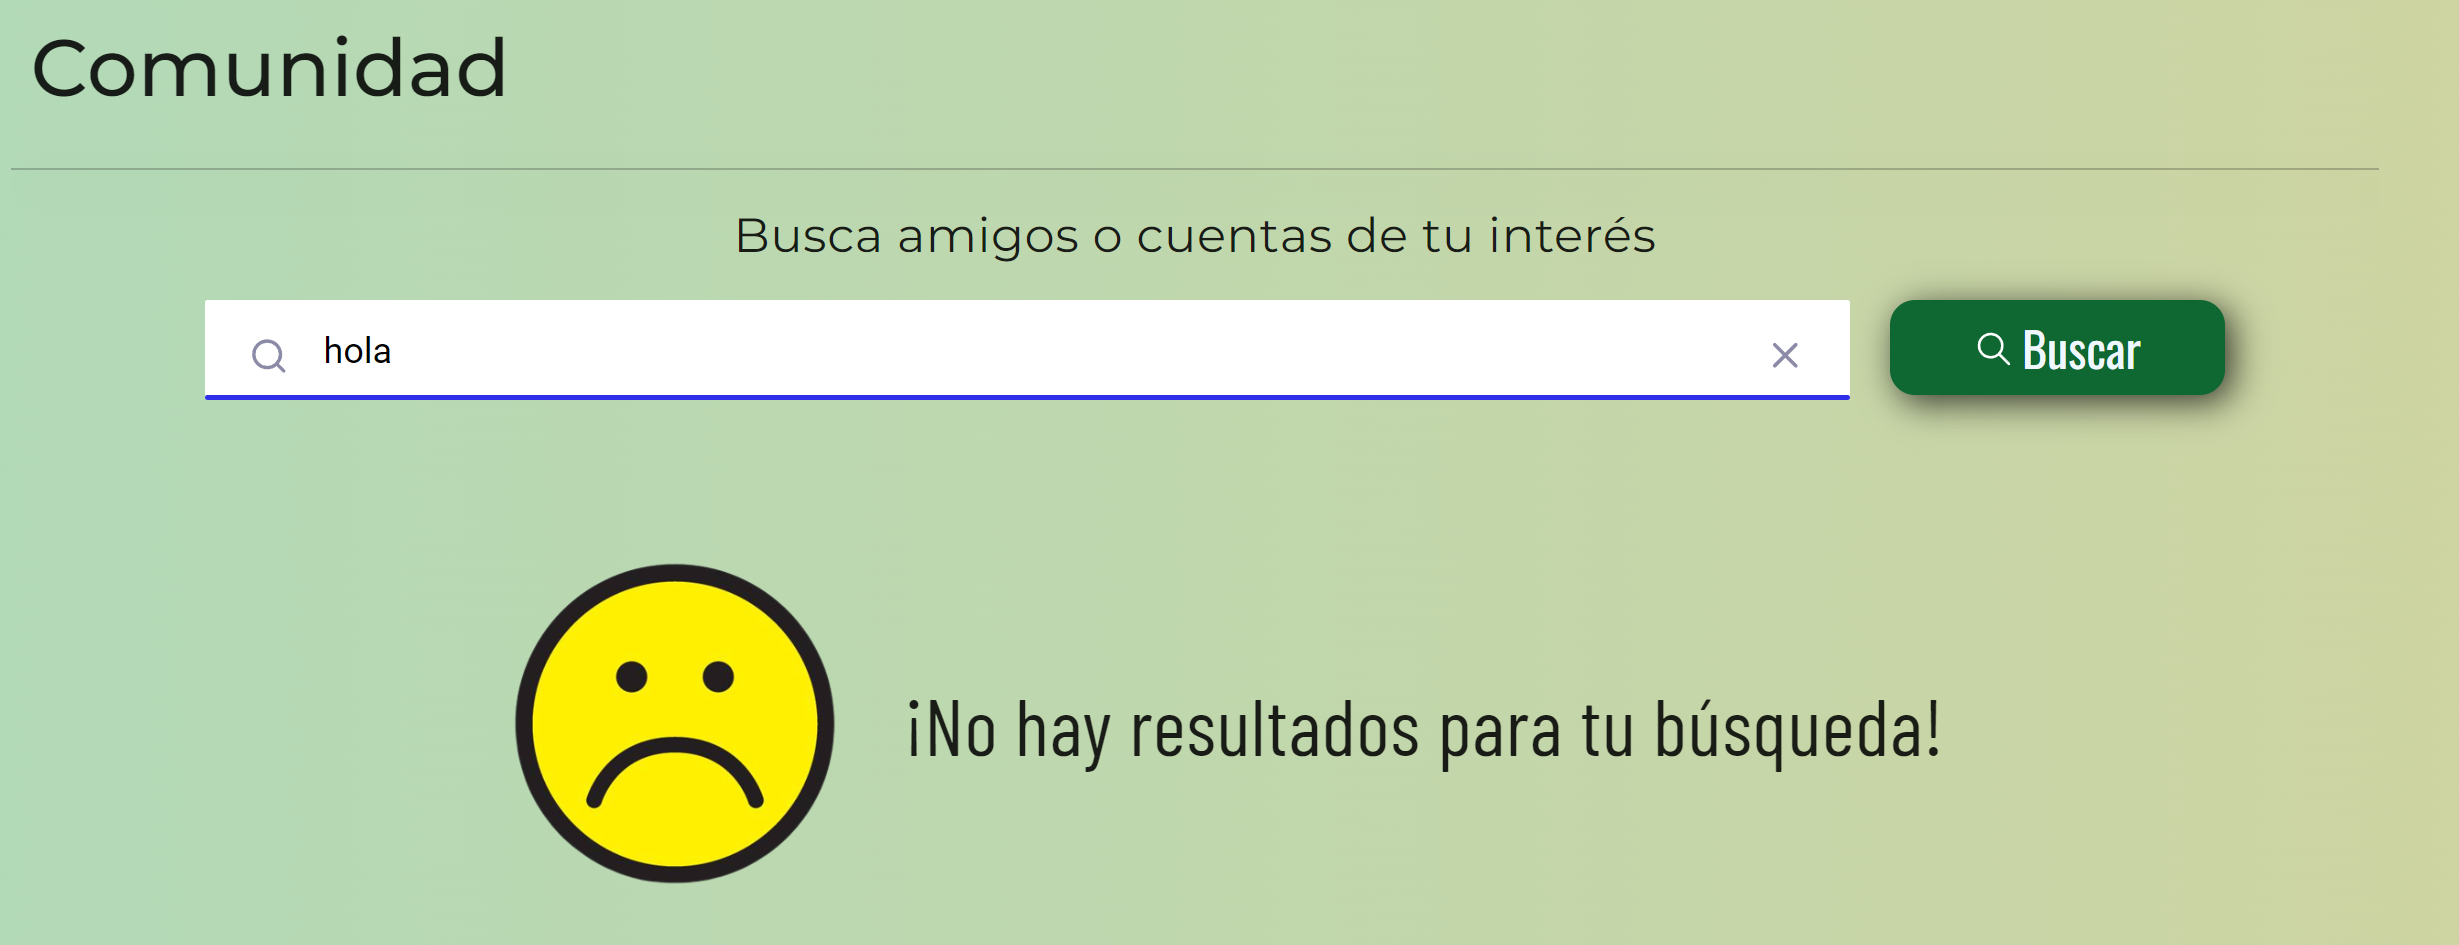 Comunidad
Busca amigos o cuentas de tu interés
hola
Buscar
¡No hay resultados para tu búsqueda!